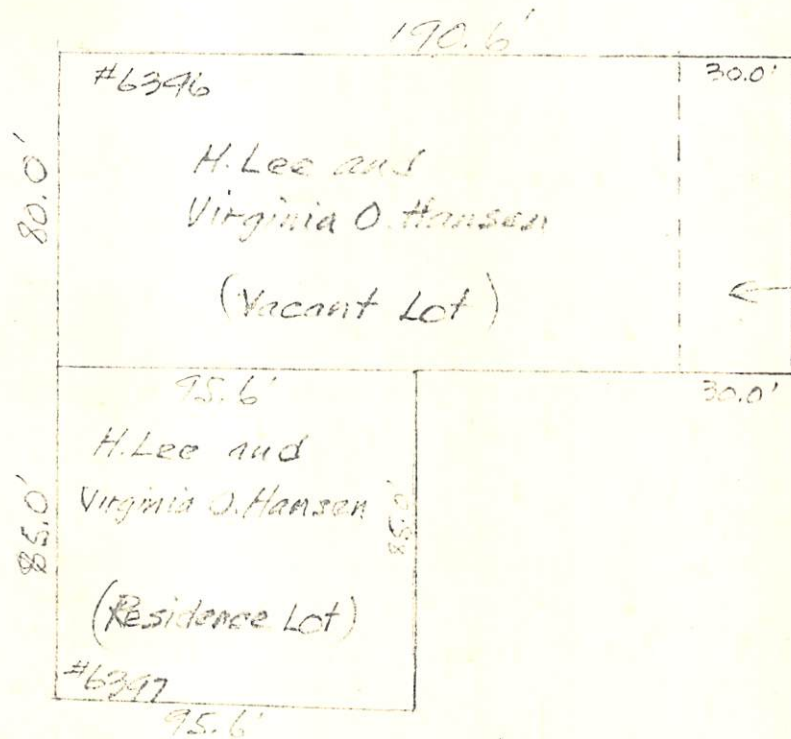 190.6'
#6396
30.0'
80.0'
H. Lee and
Virginia O. Hansen
(Vacant Lot)
95.6'
30.0'
H. Lee and
Virginia O. Hansen
85.0'
85.0'
(Residence Lot)
#6397
95.6'